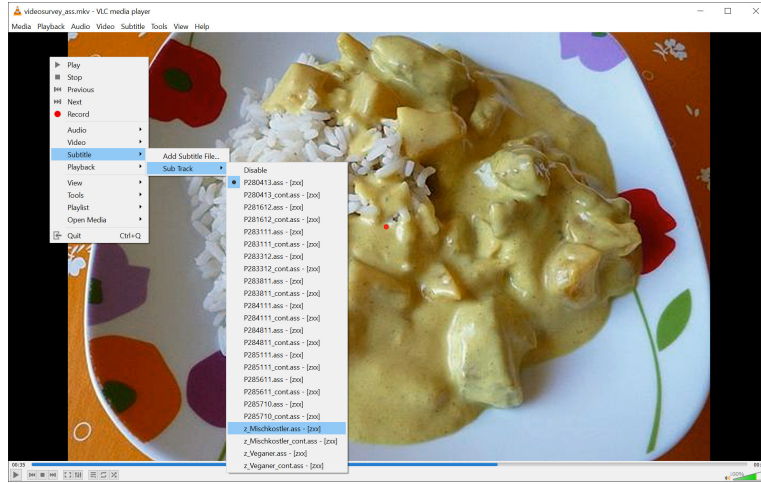 videosurvey_ass.mkv - VLC media player
Media Playback Audio Video Subtitle Tools View Help
Play
Stop
Previous
Next
Record
Audio
Video
Subtitle
Playback
View
Tools
Playlist
Open Media
Quit Ctrl+Q
Add Subtitle File...
Sub Track
Disable
P280413.ass - [zxx]
P280413_cont.ass - [zxx]
P281612.ass - [zxx]
P281612_cont.ass - [zxx]
P283111.ass - [zxx]
P283111_cont.ass - [zxx]
P283312.ass - [zxx]
P283312_cont.ass - [zxx]
P283811.ass - [zxx]
P283811_cont.ass - [zxx]
P284111.ass - [zxx]
P284111_cont.ass - [zxx]
P284811.ass - [zxx]
P284811_cont.ass - [zxx]
P285111.ass - [zxx]
P285111_cont.ass - [zxx]
P285611.ass - [zxx]
P285611_cont.ass - [zxx]
P285710.ass - [zxx]
P285710_cont.ass - [zxx]
z_Mischkostler.ass - [zxx]
z_Mischkostler_cont.ass - [zxx]
z_Veganer.ass - [zxx]
z_Veganer_cont.ass - [zxx]
00:35
100%